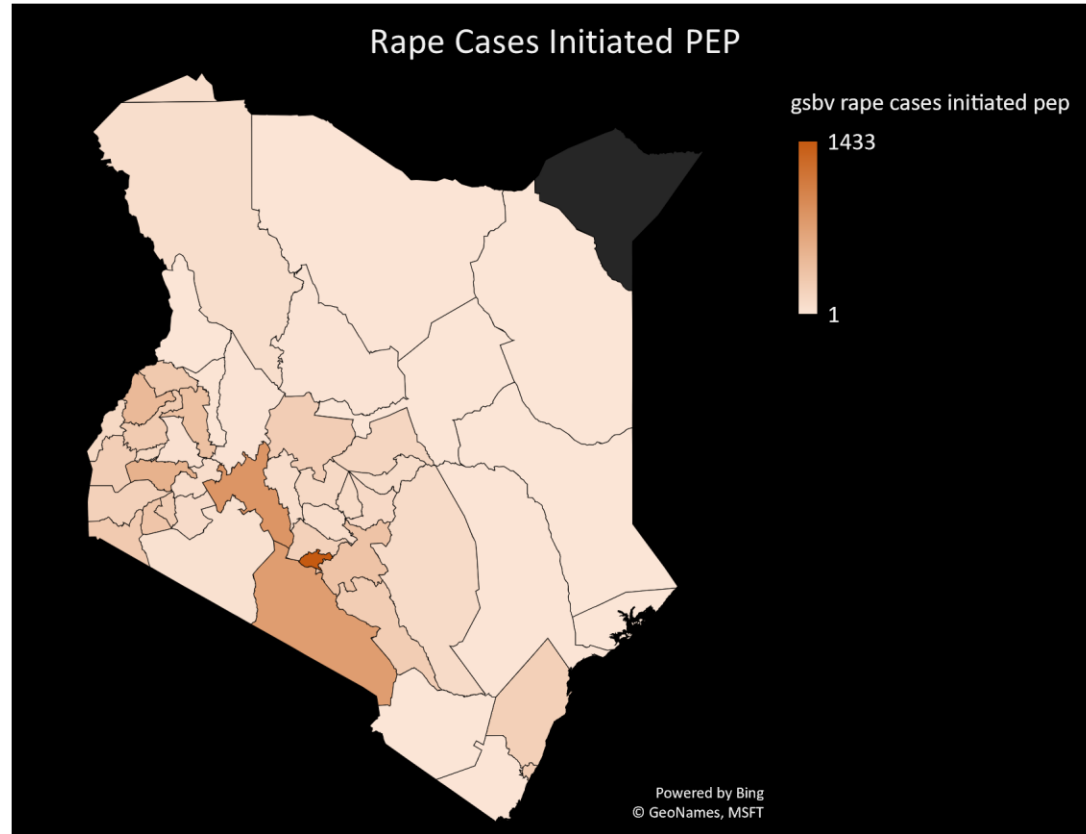 Rape Cases Initiated PEP
gsbv rape cases initiated pep
1433
1
Powered by Bing
© GeoNames, MSFT